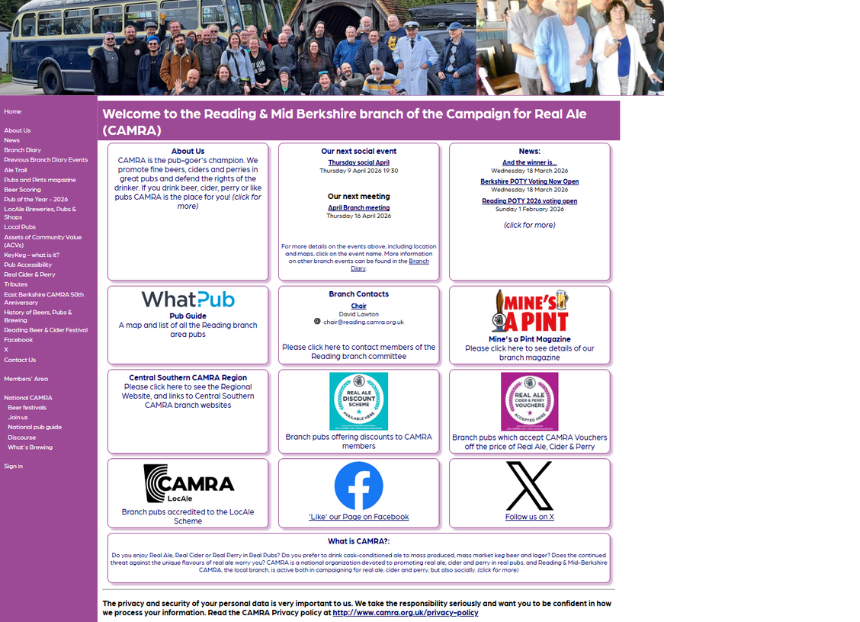 Home
About Us
News
Branch Diary
Previous Branch Diary Events
Ale Trail
Pubs and Pints magazine
Beer Scoring
Pub of the Year - 2026
LocAle Breweries, Pubs &
Shops
Local Pubs
Assets of Community Value
(ACVs)
KeyKeg - what is it?
Pub Accessibility
Real Cider & Perry
Tributes
East Berkshire CAMRA 50th
Anniversary
History of Beers, Pubs &
Brewing
Reading Beer & Cider Festival
Facebook
X
Contact Us
Members' Area
National CAMRA
Beer festivals
Join us
National pub guide
Discourse
What's Brewing
Sign in
Welcome to the Reading & Mid Berkshire branch of the Campaign for Real Ale
(CAMRA)
About Us
CAMRA is the pub-goer's champion. We
promote fine beers, ciders and perries in
great pubs and defend the rights of the
drinker. If you drink beer, cider, perry or like
pubs CAMRA is the place for you! (click for
more)
Our next social event
Thursday social April
Thursday 9 April 2026 19:30
Our next meeting
April Branch meeting
Thursday 16 April 2026
For more details on the events above, including location
and maps, click on the event name. More information
on other branch events can be found in the Branch
Diary.
News:
And the winner is...
Wednesday 18 March 2026
Berkshire POTY Voting Now Open
Wednesday 18 March 2026
Reading POTY 2026 voting open
Sunday 1 February 2026
(click for more)
WhatPub
Pub Guide
A map and list of all the Reading branch
area pubs
Branch Contacts
Chair
David Lawton
chair@reading.camra.org.uk
Please click here to contact members of the
Reading branch committee
MINE'S
A PINT
Mine's a Pint Magazine
Please click here to see details of our
branch magazine
Central Southern CAMRA Region
Please click here to see the Regional
Website, and links to Central Southern
CAMRA branch websites
REAL ALE
DISCOUNT
SCHEME
AVAILABLE HERE
Branch pubs offering discounts to CAMRA
members
REAL ALE
CIDER & PERRY
VOUCHERS
ACCEPTED HERE
Branch pubs which accept CAMRA Vouchers
off the price of Real Ale, Cider & Perry
CAMRA
LocAle
Branch pubs accredited to the LocAle
Scheme
'Like' our Page on Facebook
Follow us on X
What is CAMRA?:
Do you enjoy Real Ale, Real Cider or Real Perry in Real Pubs? Do you prefer to drink cask-conditioned ale to mass produced, mass market keg beer and lager? Does the continued
threat against the unique flavours of real ale worry you? CAMRA is a national organization devoted to promoting real ale, cider and perry in real pubs, and Reading & Mid-Berkshire
CAMRA, the local branch, is active both in campaigning for real ale, cider and perry, but also socially. (click for more)
The privacy and security of your personal data is very important to us. We take the responsibility seriously and want you to be confident in how
we process your information. Read the CAMRA Privacy policy at http://www.camra.org.uk/privacy-policy